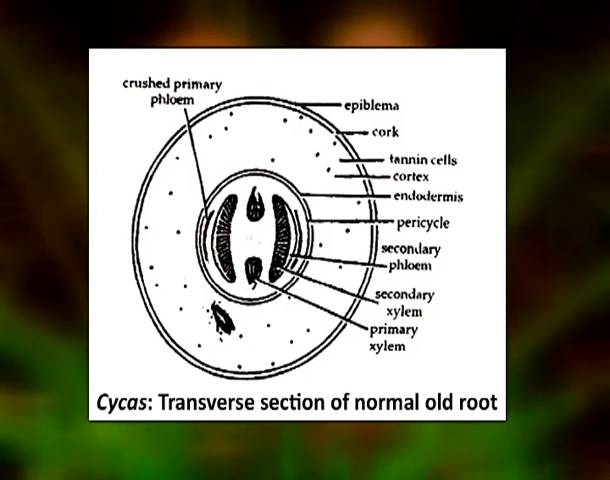 crushed primary
phloem
epiblema
cork
tannin cells
cortex
endodermis
pericycle
secondary
phloem
secondary
xylem
primary
xylem
Cycas: Transverse section of normal old root